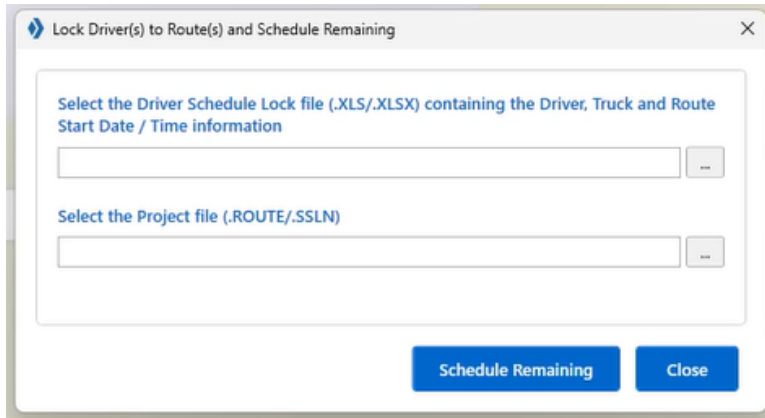 Lock Driver(s) to Route(s) and Schedule Remaining
Select the Driver Schedule Lock file (.XLS/.XLSX) containing the Driver, Truck and Route
Start Date / Time information
...
Select the Project file (.ROUTE/.SSLN)
...
Schedule Remaining
Close